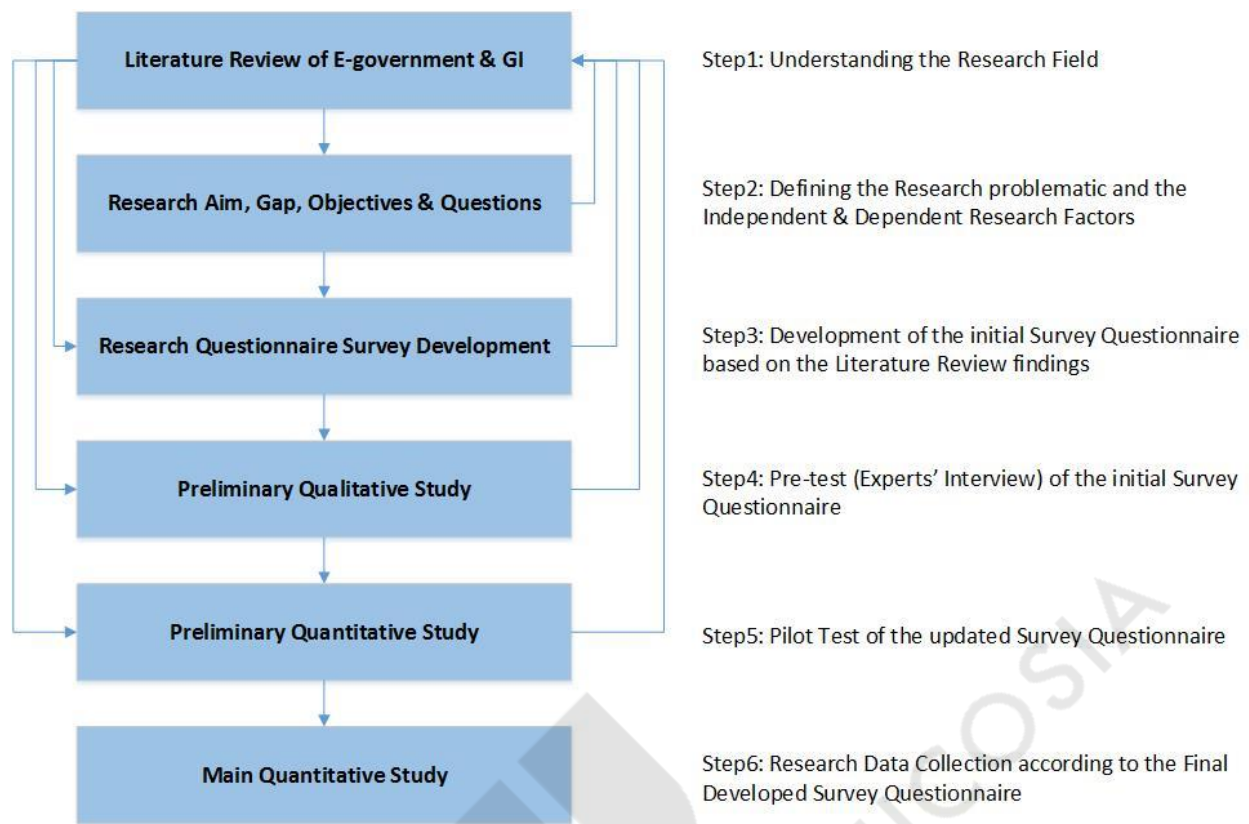 Literature Review of E-government & GI
Step1: Understanding the Research Field
Research Aim, Gap, Objectives & Questions
Step2: Defining the Research problematic and the
Independent & Dependent Research Factors
Research Questionnaire Survey Development
Step3: Development of the initial Survey Questionnaire
based on the Literature Review findings
Preliminary Qualitative Study
Step4: Pre-test (Experts’ Interview) of the initial Survey
Questionnaire
Preliminary Quantitative Study
Step5: Pilot Test of the updated Survey Questionnaire
Main Quantitative Study
Step6: Research Data Collection according to the Final
Developed Survey Questionnaire